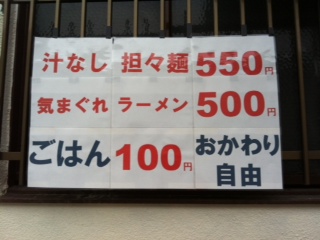 汁なし 担々麺 550円
気まぐれ ラーメン 500円
ごはん 100円 おかわり
自由